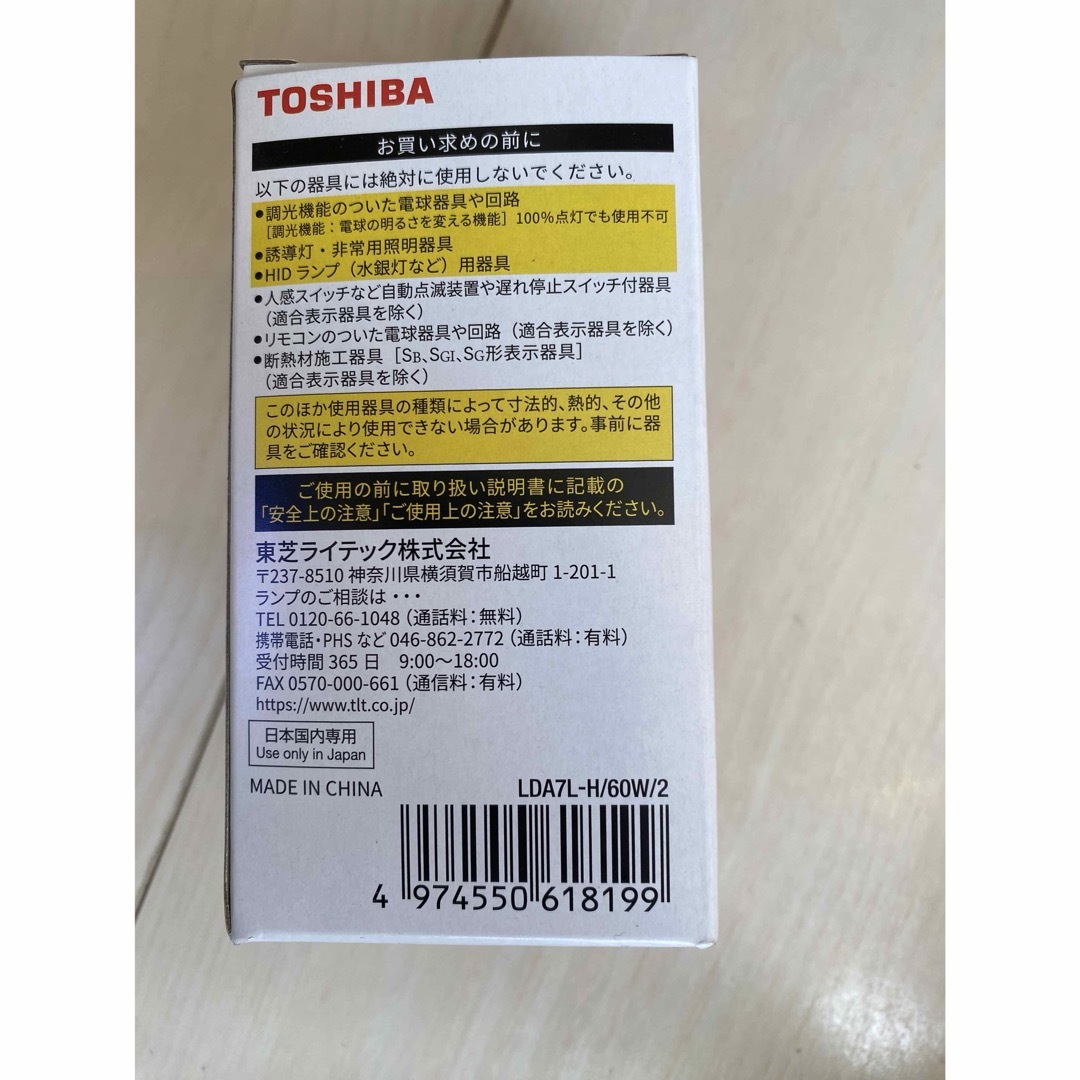 TOSHIBA
お買い求めの前に
以下の器具には絶対に使用しないでください。
●調光機能のついた電球器具や回路
[調光機能：電球の明るさを変える機能] 100%点灯でも使用不可
●誘導灯・非常用照明器具
●HIDランプ（水銀灯など）用器具
●人感スイッチなど自動点滅装置や遅れ停止スイッチ付器具
（適合表示器具を除く）
●リモコンのついた電球器具や回路（適合表示器具を除く）
●断熱材施工器具［SB、SGI、SG形表示器具］
（適合表示器具を除く）
このほか使用器具の種類によって寸法的、熱的、その他
の状況により使用できない場合があります。事前に器
具をご確認ください。
ご使用の前に取り扱い説明書に記載の
「安全上の注意」「ご使用上の注意」をお読みください。
東芝ライテック株式会社
〒237-8510 神奈川県横須賀市船越町 1-201-1
ランプのご相談は・・・
TEL 0120-66-1048（通話料：無料）
携帯電話・PHSなど 046-862-2772（通話料：有料）
受付時間 365日 9:00～18:00
FAX 0570-000-661（通信料：有料）
https://www.tlt.co.jp/
日本国内専用
Use only in Japan
MADE IN CHINA
LDA7L-H/60W/2
4 974550 618199